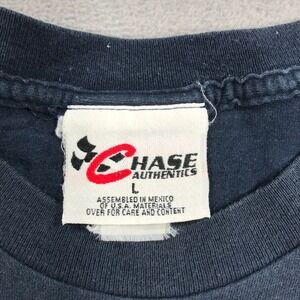 CHASE
AUTHENTICS
L
ASSEMBLED IN MEXICO
OF U.S.A. MATERIALS
OVER FOR CARE AND CONTENT